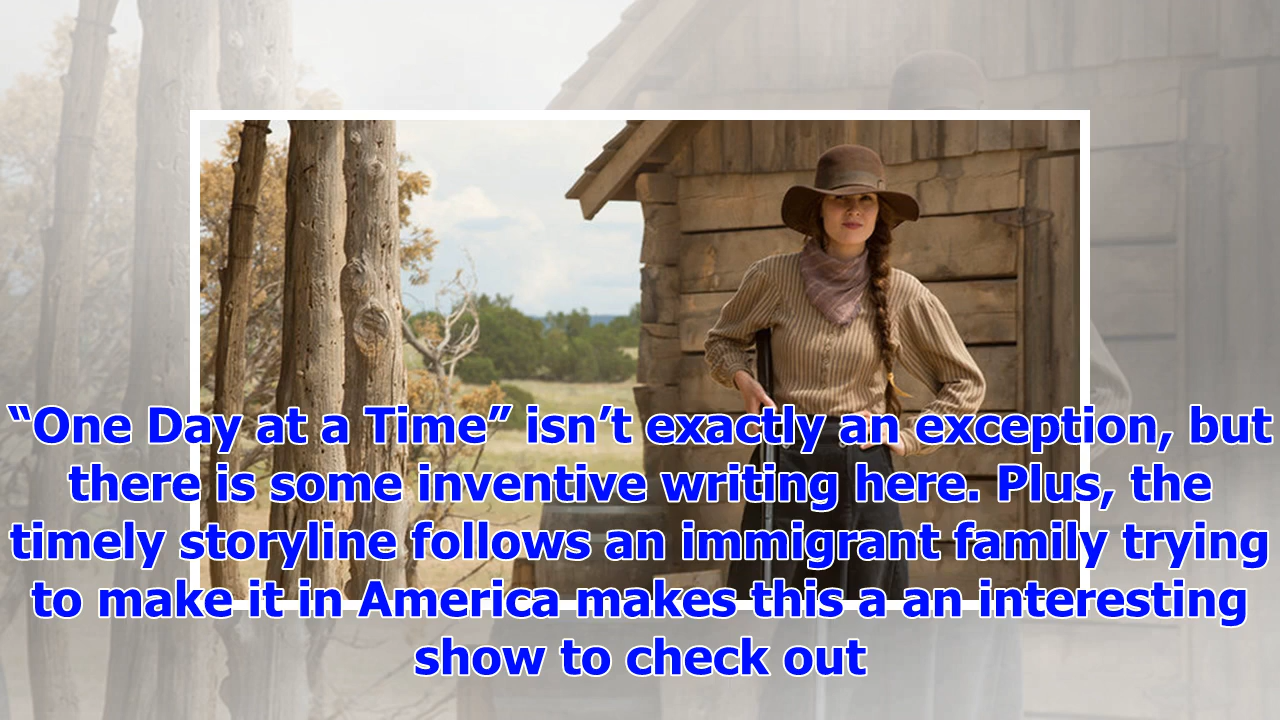 “One Day at a Time” isn’t exactly an exception, but
there is some inventive writing here. Plus, the
timely storyline follows an immigrant family trying
to make it in America makes this a an interesting
show to check out